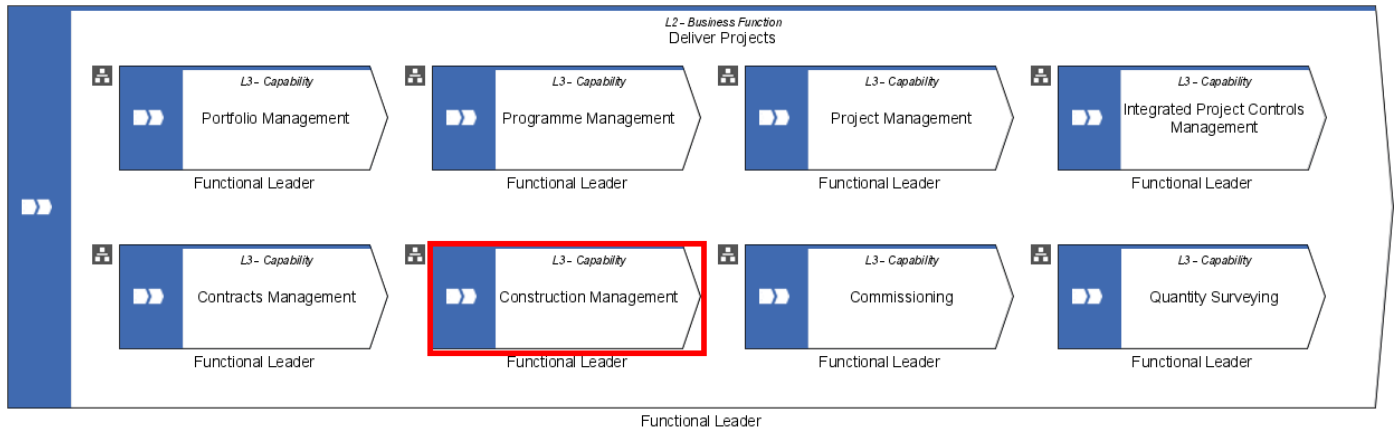 L2 – Business Function
Deliver Projects
L3 – Capability
Portfolio Management
Functional Leader
L3 – Capability
Programme Management
Functional Leader
L3 – Capability
Project Management
Functional Leader
L3 – Capability
Integrated Project Controls
Management
Functional Leader
L3 – Capability
Contracts Management
Functional Leader
L3 – Capability
Construction Management
Functional Leader
L3 – Capability
Commissioning
Functional Leader
L3 – Capability
Quantity Surveying
Functional Leader
Functional Leader